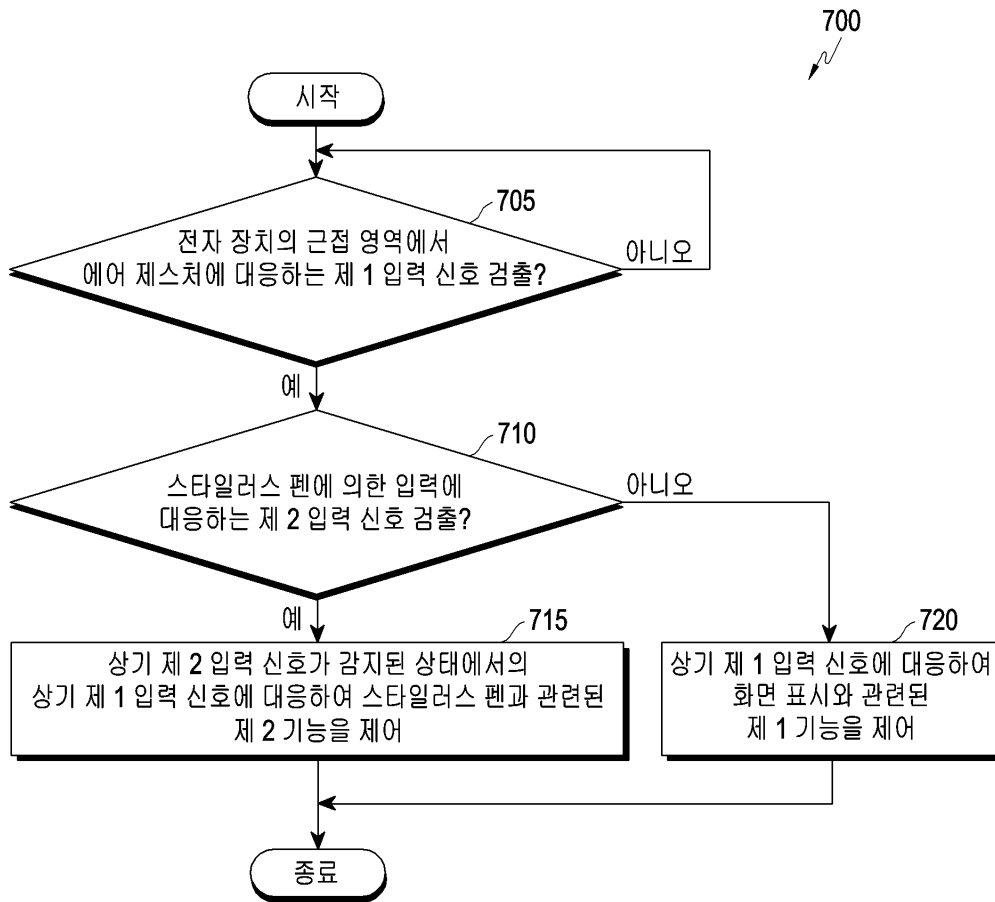 700
시작
705
전자 장치의 근접 영역에서
에어 제스처에 대응하는 제 1 입력 신호 검출?
아니오
예
710
스타일러스 펜에 의한 입력에
대응하는 제 2 입력 신호 검출?
아니오
예
715
상기 제 2 입력 신호가 감지된 상태에서의
상기 제 1 입력 신호에 대응하여 스타일러스 펜과 관련된
제 2 기능을 제어
720
상기 제 1 입력 신호에 대응하여
화면 표시와 관련된
제 1 기능을 제어
종료